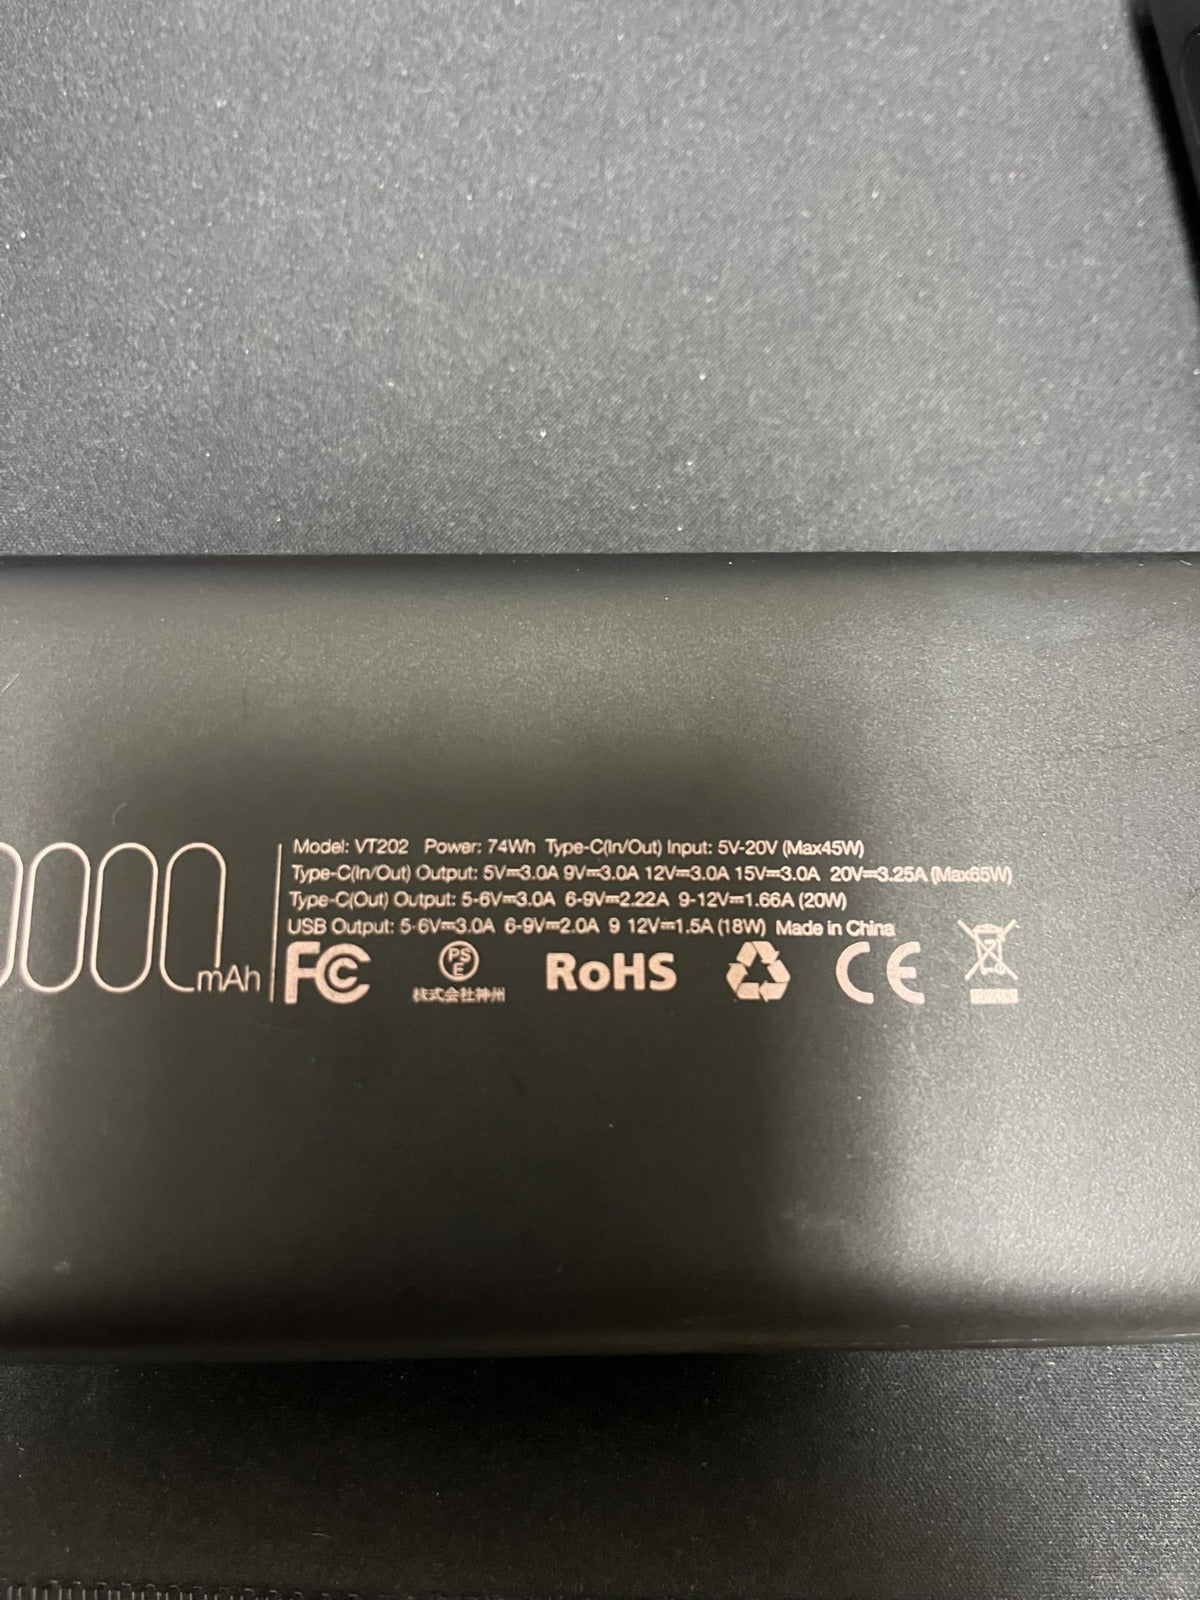 0000mAh
Model: VT202 Power: 74Wh Type-C(In/Out) Input: 5V-20V (Max45W)
Type-C(In/Out) Output: 5V⎓3.0A 9V⎓3.0A 12V⎓3.0A 15V⎓3.0A 20V⎓3.25A (Max65W)
Type-C(Out) Output: 5-6V⎓3.0A 6-9V⎓2.22A 9-12V⎓1.66A (20W)
USB Output: 5-6V⎓3.0A 6-9V⎓2.0A 9 12V⎓1.5A (18W) Made in China
FC PSE RoHS CE
株式会社神州